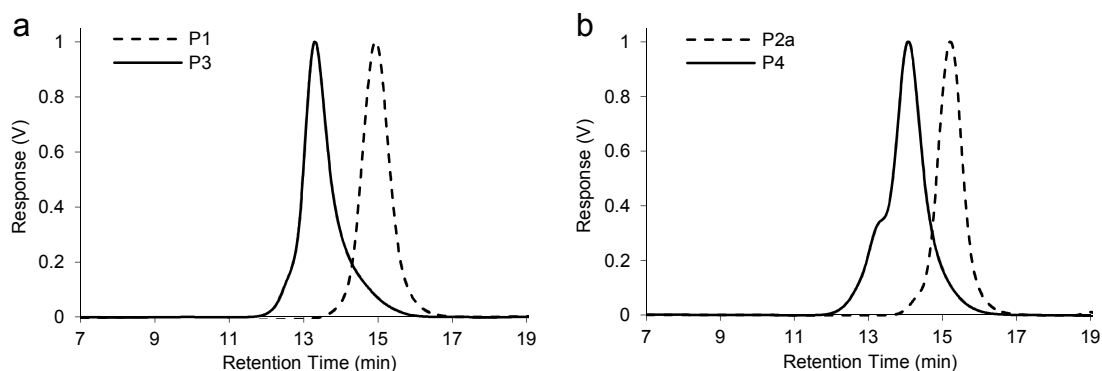 a
P1
P3
1
0.8
0.6
0.4
0.2
0
Response (V)
7 9 11 13 15 17 19
Retention Time (min)
b
P2a
P4
1
0.8
0.6
0.4
0.2
0
Response (V)
7 9 11 13 15 17 19
Retention Time (min)